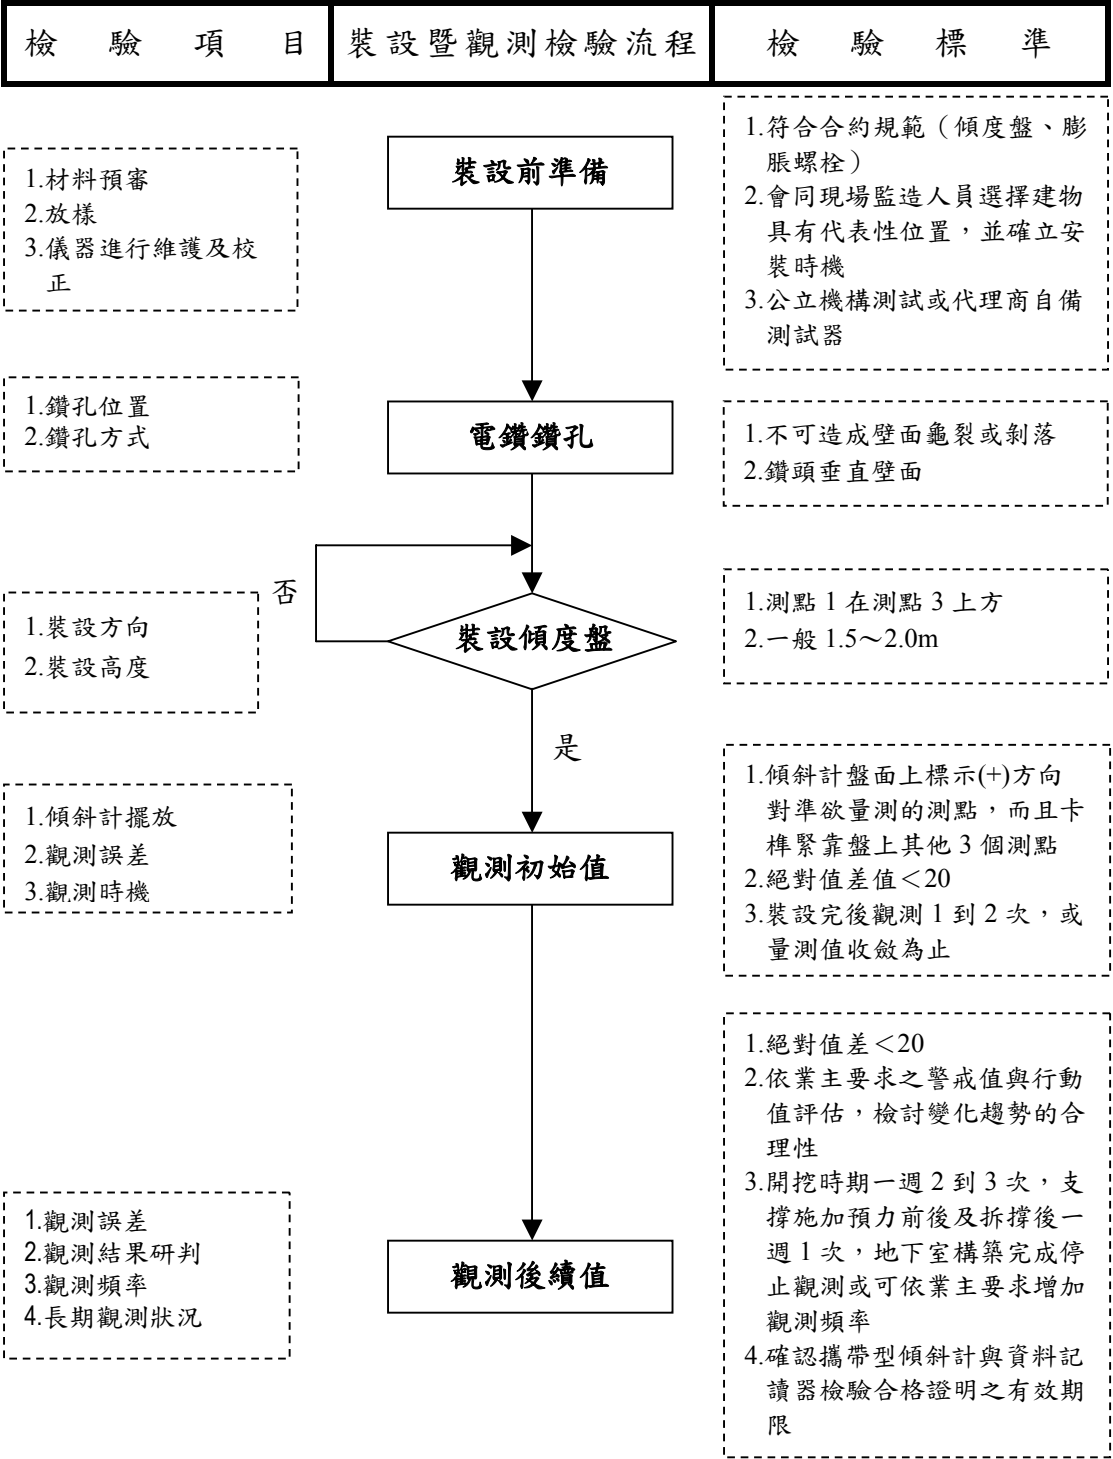 檢驗項目
裝設暨觀測檢驗流程
檢驗標準
1.材料預審
2.放樣
3.儀器進行維護及校
正
裝設前準備
1.符合合約規範（傾度盤、膨
脹螺栓）
2.會同現場監造人員選擇建物
具有代表性位置，並確立安
裝時機
3.公立機構測試或代理商自備
測試器
1.鑽孔位置
2.鑽孔方式
電鑽鑽孔
1.不可造成壁面龜裂或剝落
2.鑽頭垂直壁面
否
1.裝設方向
2.裝設高度
裝設傾度盤
1.測點 1 在測點 3 上方
2.一般 1.5～2.0m
是
1.傾斜計擺放
2.觀測誤差
3.觀測時機
觀測初始值
1.傾斜計盤面上標示(+)方向
對準欲量測的測點，而且卡
榫緊靠盤上其他 3 個測點
2.絕對值差值＜20
3.裝設完後觀測 1 到 2 次，或
量測值收斂為止
1.觀測誤差
2.觀測結果研判
3.觀測頻率
4.長期觀測狀況
觀測後續值
1.絕對值差＜20
2.依業主要求之警戒值與行動
值評估，檢討變化趨勢的合
理性
3.開挖時期一週 2 到 3 次，支
撐施加預力前後及拆撐後一
週 1 次，地下室構築完成停
止觀測或可依業主要求增加
觀測頻率
4.確認攜帶型傾斜計與資料記
讀器檢驗合格證明之有效期
限